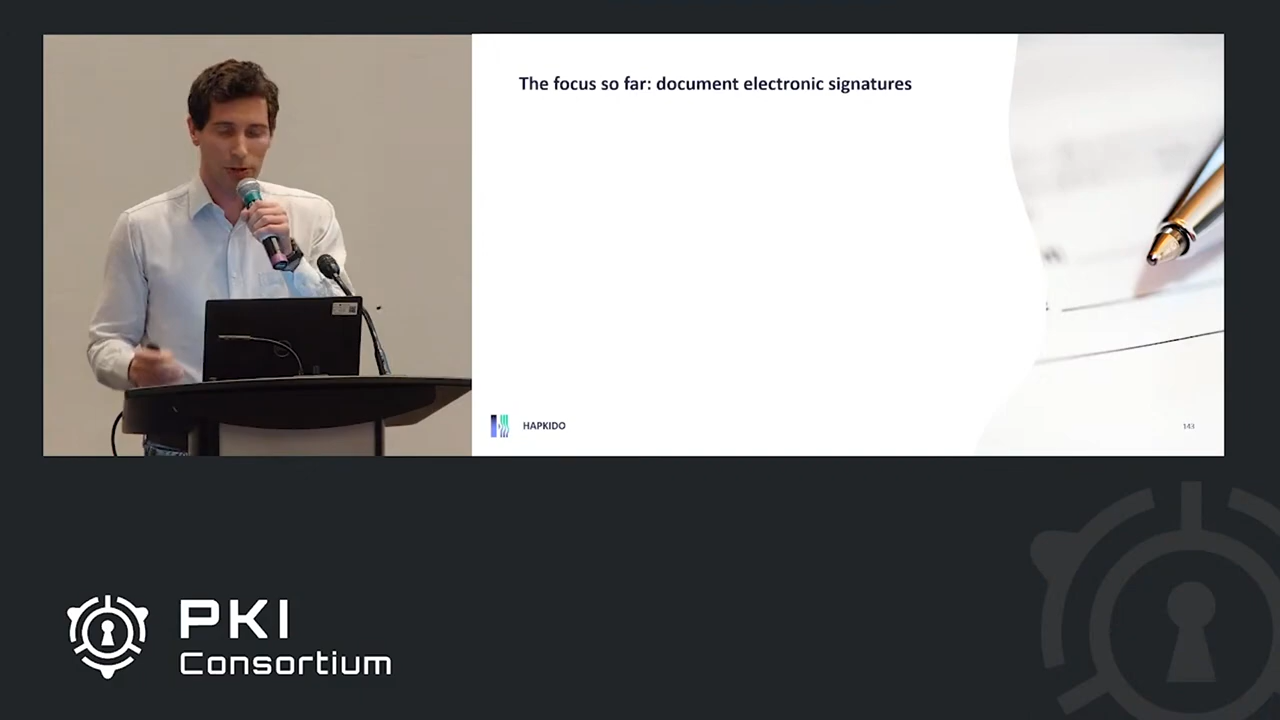 The focus so far: document electronic signatures
HAPKIDO
143
PKI
Consortium